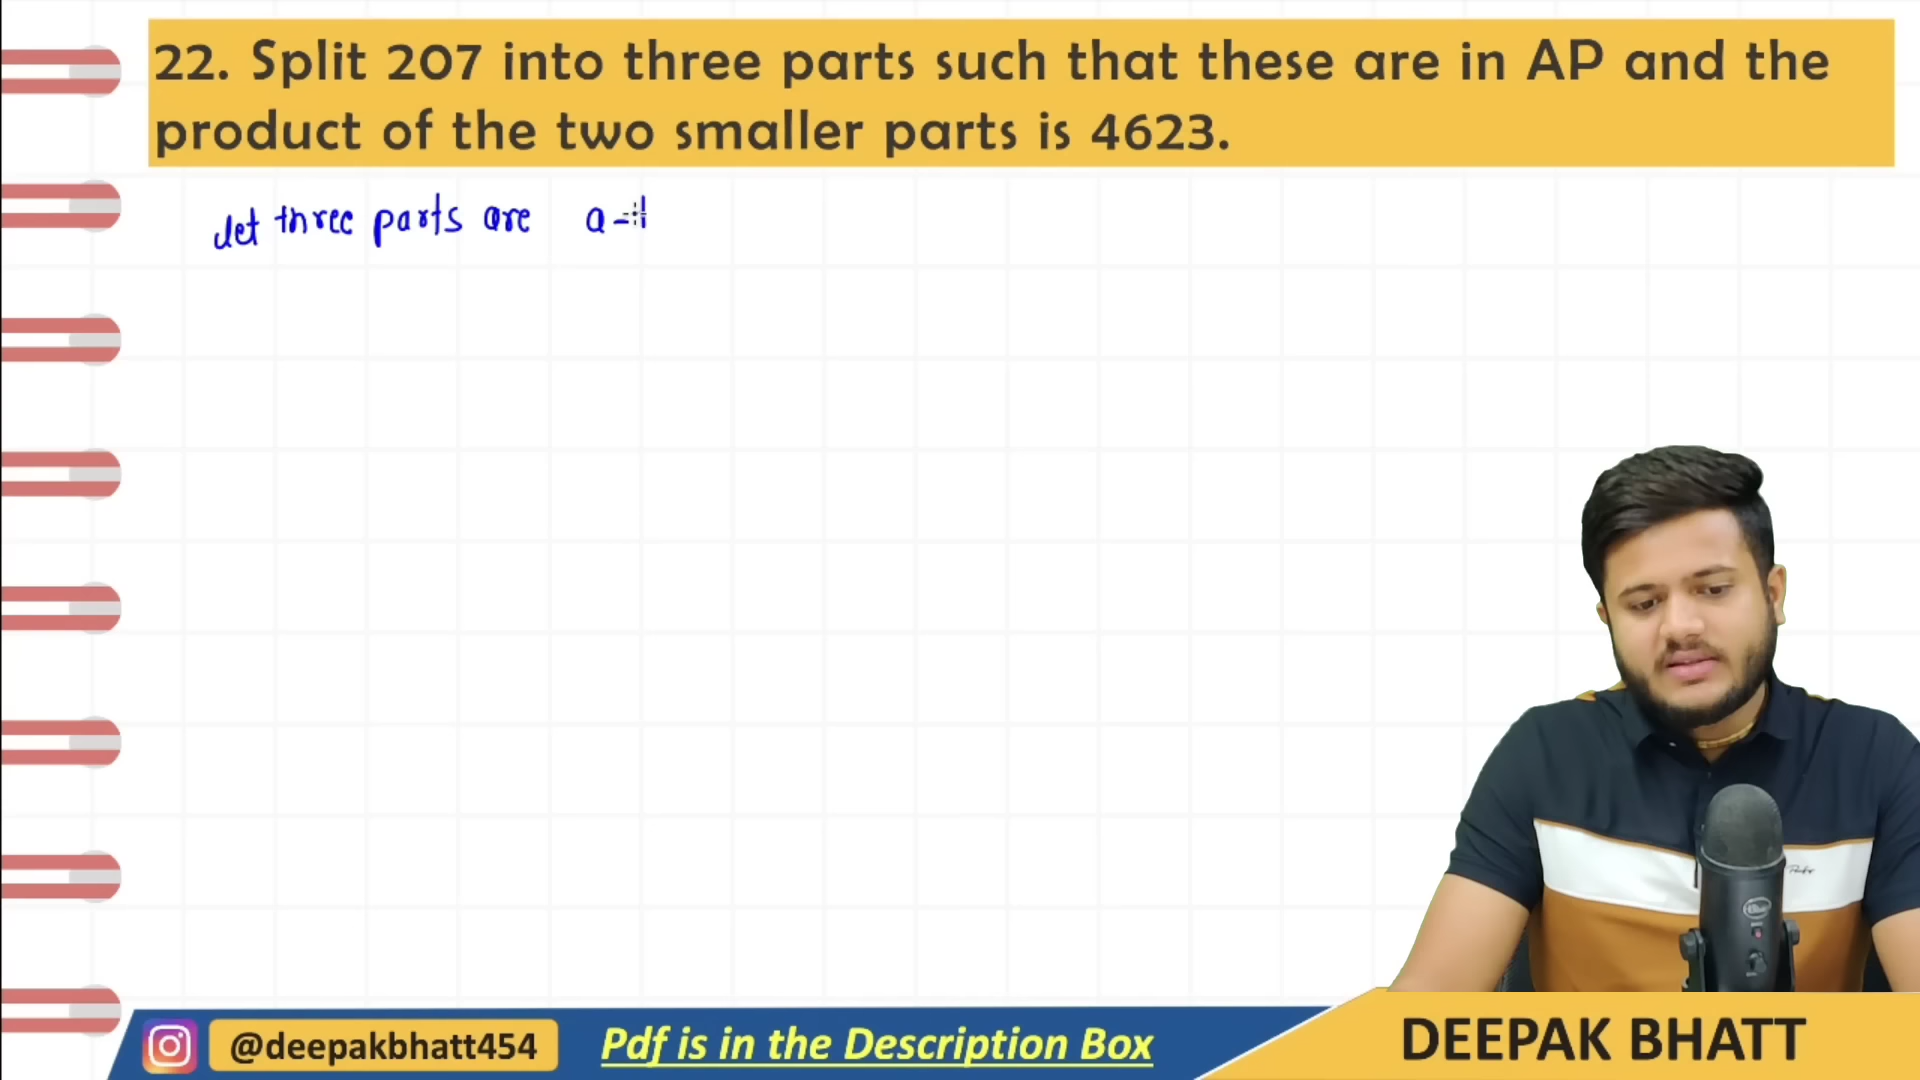 22. Split 207 into three parts such that these are in AP and the
product of the two smaller parts is 4623.
Let three parts are a-
@deepakbhatt454
Pdf is in the Description Box
DEEPAK BHATT